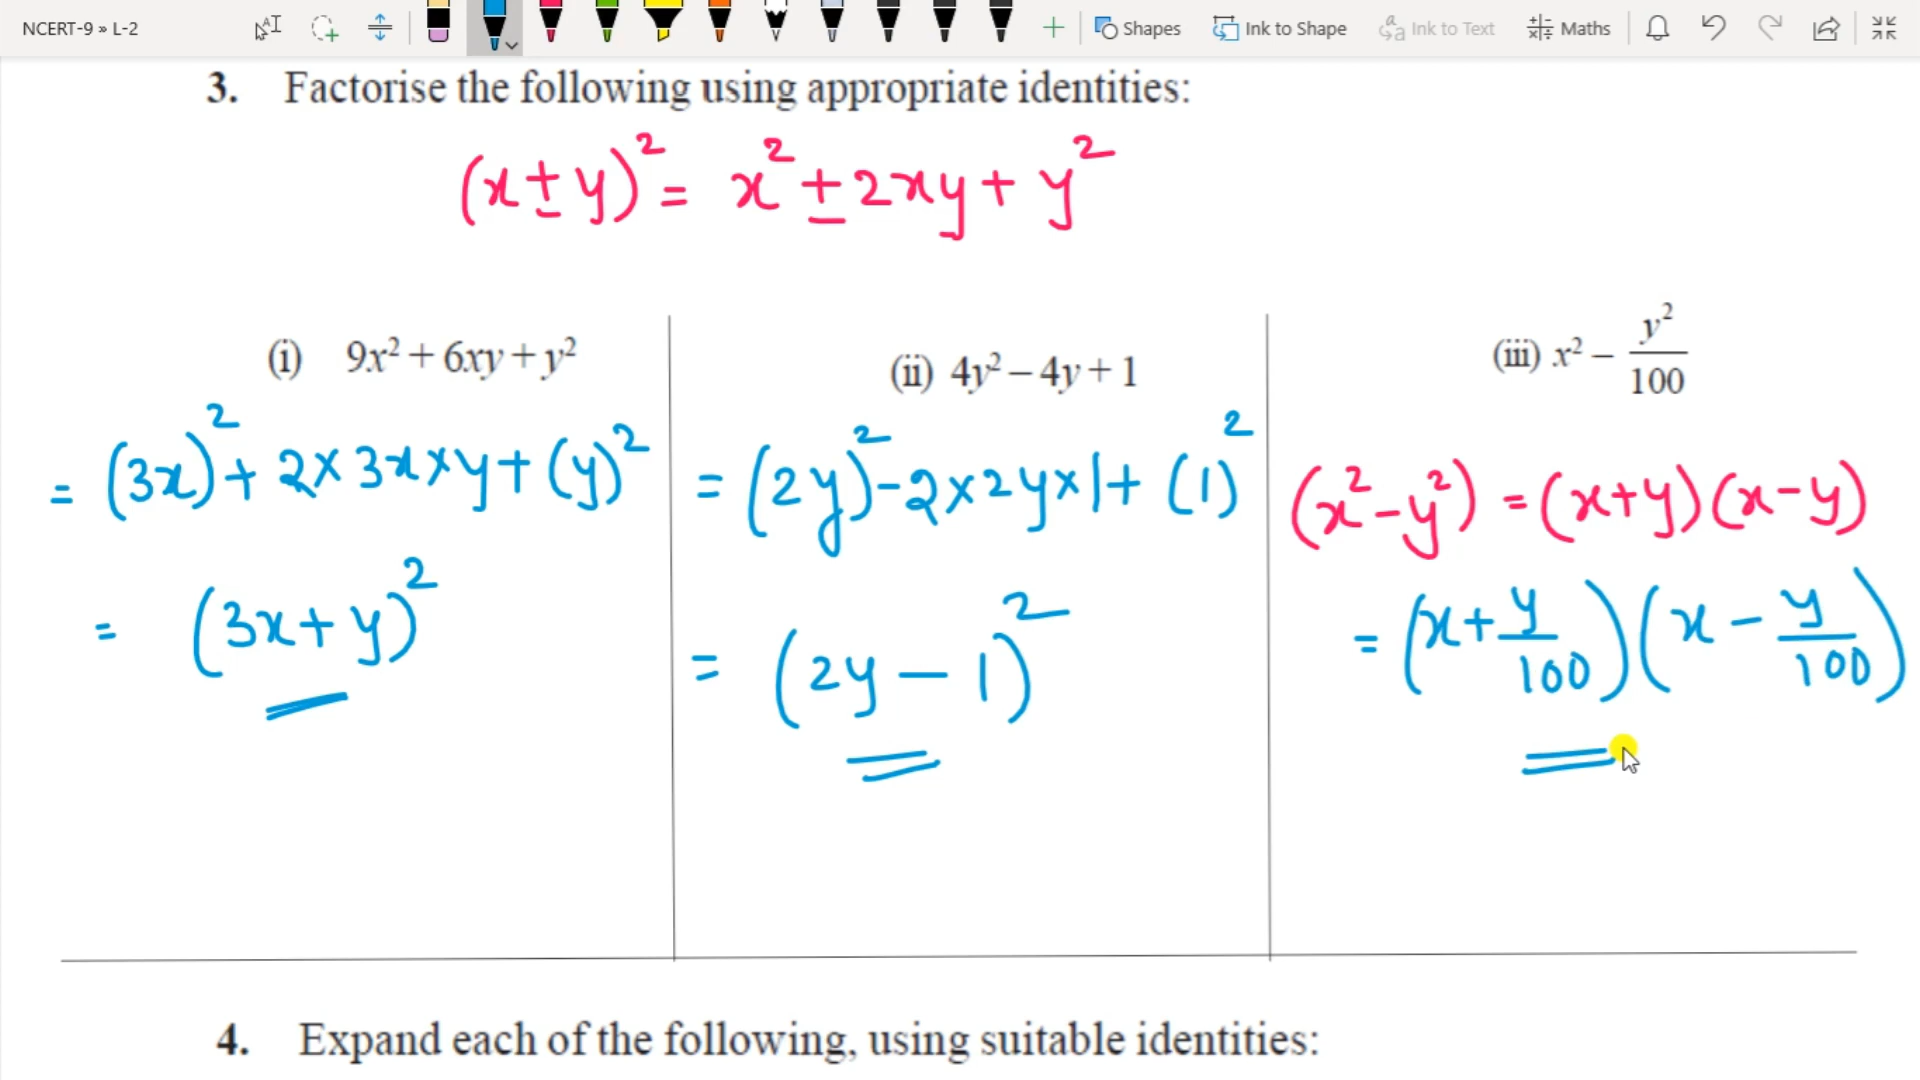 NCERT-9 » L-2
Shapes
Ink to Shape
Ink to Text
Maths
3. Factorise the following using appropriate identities:
(x ± y)² = x² ± 2xy + y²
(i) 9x² + 6xy + y²
= (3x)² + 2 × 3x × y + (y)²
= (3x + y)²
(ii) 4y² – 4y + 1
= (2y)² - 2 × 2y × 1 + (1)²
= (2y - 1)²
(iii) x² – y²/100
(x² - y²) = (x + y)(x - y)
= (x + y/100)(x - y/100)
4. Expand each of the following, using suitable identities: